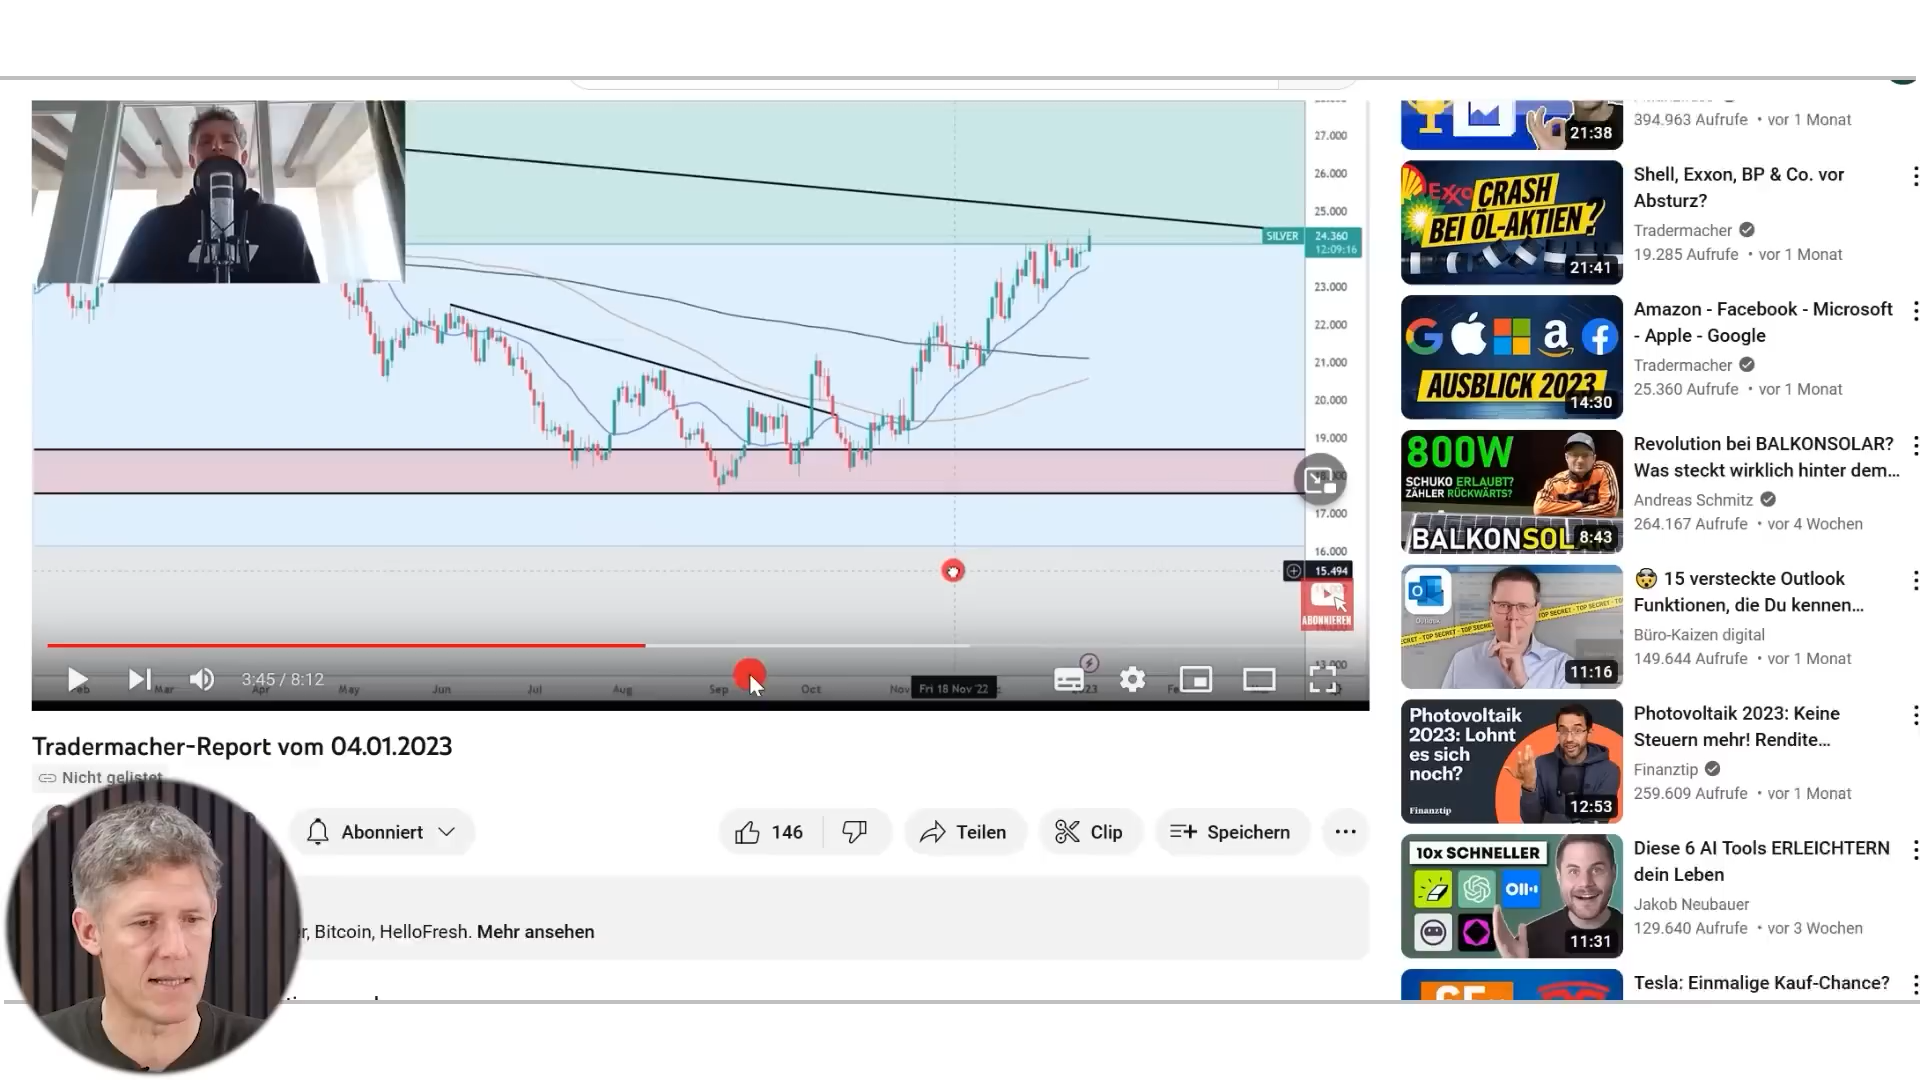 27.000
26.000
25.000
SILVER 24.360
12:09:16
23.000
22.000
21.000
20.000
19.000
17.000
16.000
15.494
ABONNIEREN
13.000
3:45 / 8:12
Mar
Apr
May
Jun
Jul
Aug
Sep
Oct
Nov
Fri 18 Nov '22
Tradermacher-Report vom 04.01.2023
Nicht gelistet
Abonniert
146
Teilen
Clip
Speichern
r, Bitcoin, HelloFresh. Mehr ansehen
21:38
394.963 Aufrufe • vor 1 Monat
CRASH
BEI ÖL-AKTIEN?
21:41
Shell, Exxon, BP & Co. vor
Absturz?
Tradermacher
19.285 Aufrufe • vor 1 Monat
AUSBLICK 2023
14:30
Amazon - Facebook - Microsoft
- Apple - Google
Tradermacher
25.360 Aufrufe • vor 1 Monat
800W
SCHUKO ERLAUBT?
ZÄHLER RÜCKWÄRTS?
BALKONSOL
8:43
Revolution bei BALKONSOLAR?
Was steckt wirklich hinter dem...
Andreas Schmitz
264.167 Aufrufe • vor 4 Wochen
Outlook
TOP SECRET - TOP SECRET
11:16
🤯 15 versteckte Outlook
Funktionen, die Du kennen...
Büro-Kaizen digital
149.644 Aufrufe • vor 1 Monat
Photovoltaik
2023: Lohnt
es sich
noch?
Finanztip
12:53
Photovoltaik 2023: Keine
Steuern mehr! Rendite...
Finanztip
259.609 Aufrufe • vor 1 Monat
10x SCHNELLER
11:31
Diese 6 AI Tools ERLEICHTERN
dein Leben
Jakob Neubauer
129.640 Aufrufe • vor 3 Wochen
Tesla: Einmalige Kauf-Chance?